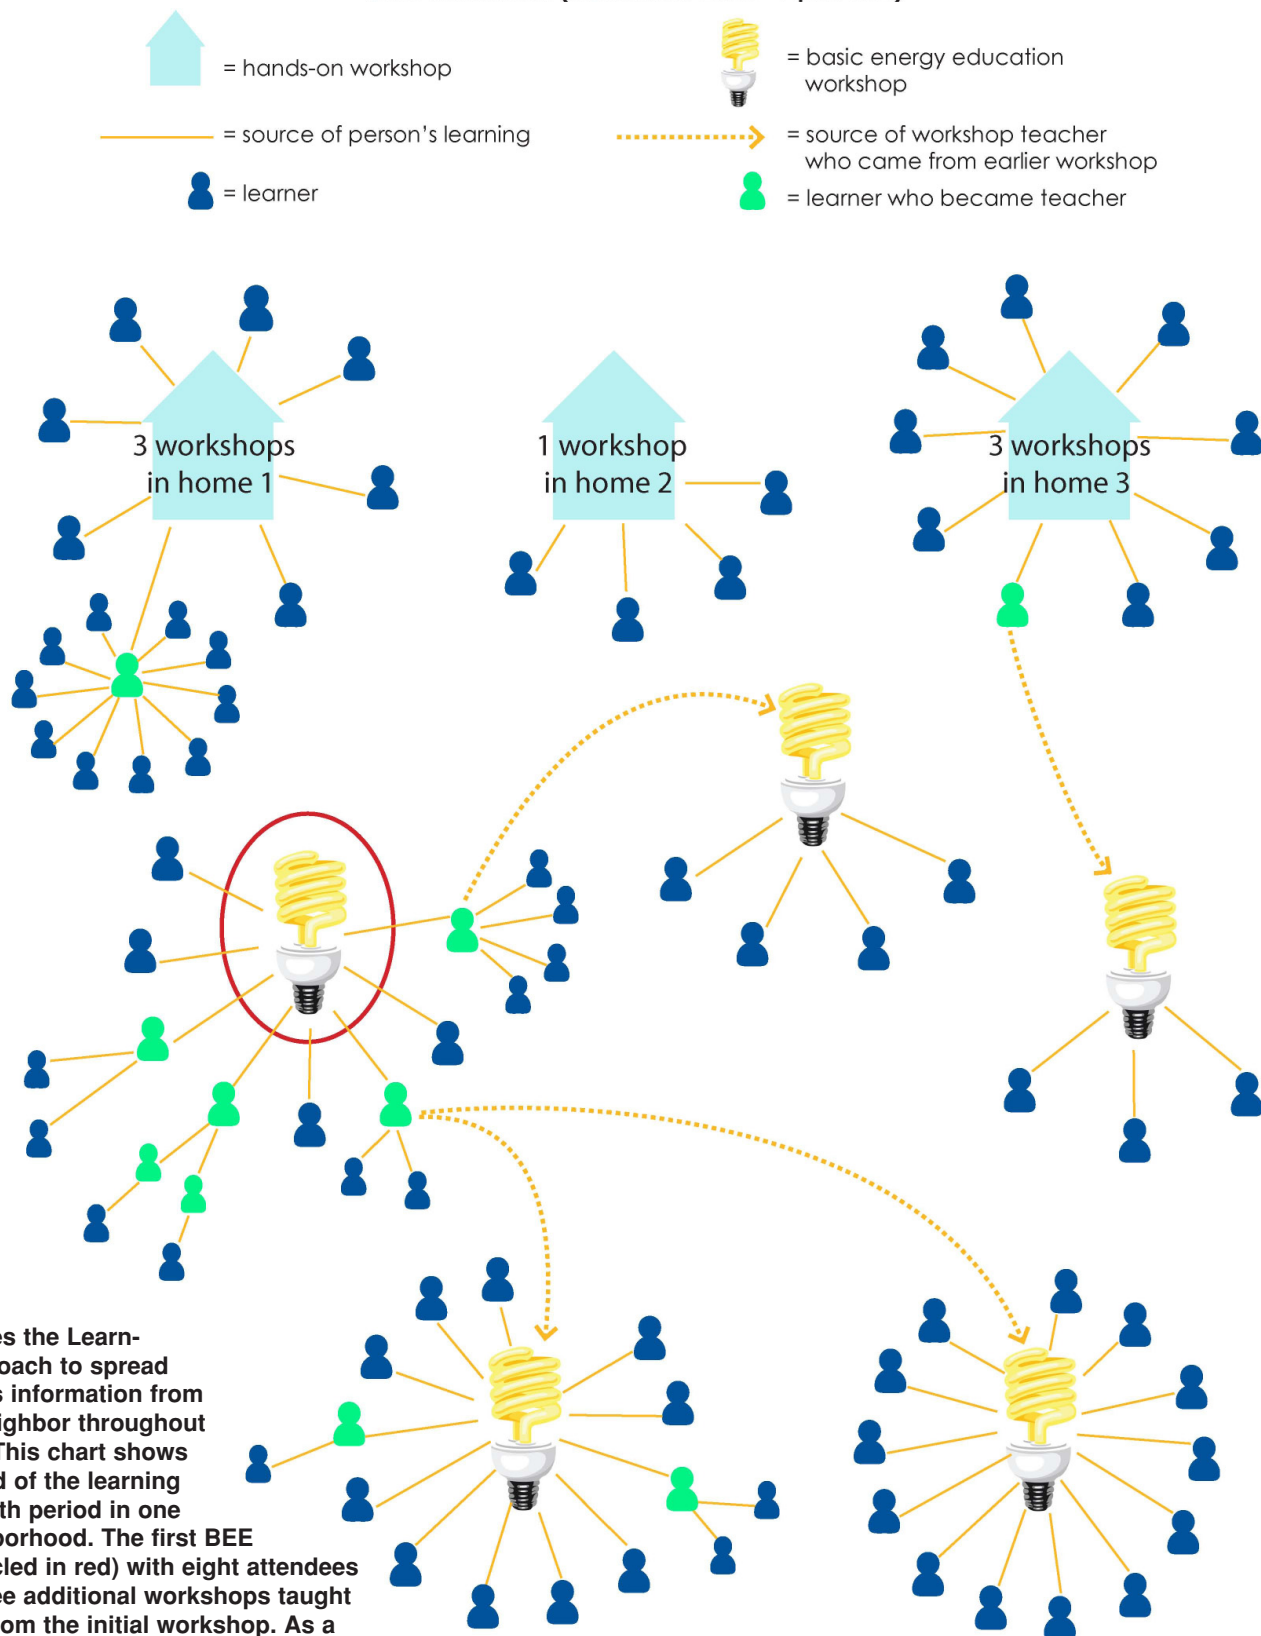 = hands-on workshop
= basic energy education
workshop
= source of person's learning
= source of workshop teacher
who came from earlier workshop
= learner
= learner who became teacher
3 workshops
in home 1
1 workshop
in home 2
3 workshops
in home 3
es the Learn-
oach to spread
s information from
eighbor throughout
This chart shows
d of the learning
th period in one
borhood. The first BEE
cled in red) with eight attendees
ee additional workshops taught
om the initial workshop. As a